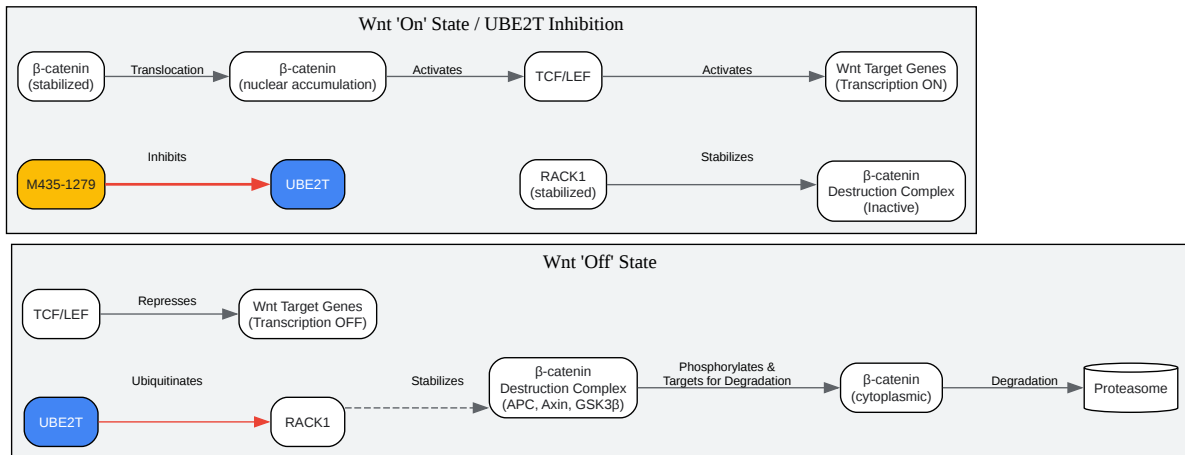 Wnt 'On' State / UBE2T Inhibition
β-catenin
(stabilized)
Translocation
β-catenin
(nuclear accumulation)
Activates
TCF/LEF
Activates
Wnt Target Genes
(Transcription ON)
M435-1279
Inhibits
UBE2T
RACK1
(stabilized)
Stabilizes
β-catenin
Destruction Complex
(Inactive)
Wnt 'Off' State
TCF/LEF
Represses
Wnt Target Genes
(Transcription OFF)
UBE2T
Ubiquitinates
RACK1
Stabilizes
β-catenin
Destruction Complex
(APC, Axin, GSK3β)
Phosphorylates &
Targets for Degradation
β-catenin
(cytoplasmic)
Degradation
Proteasome